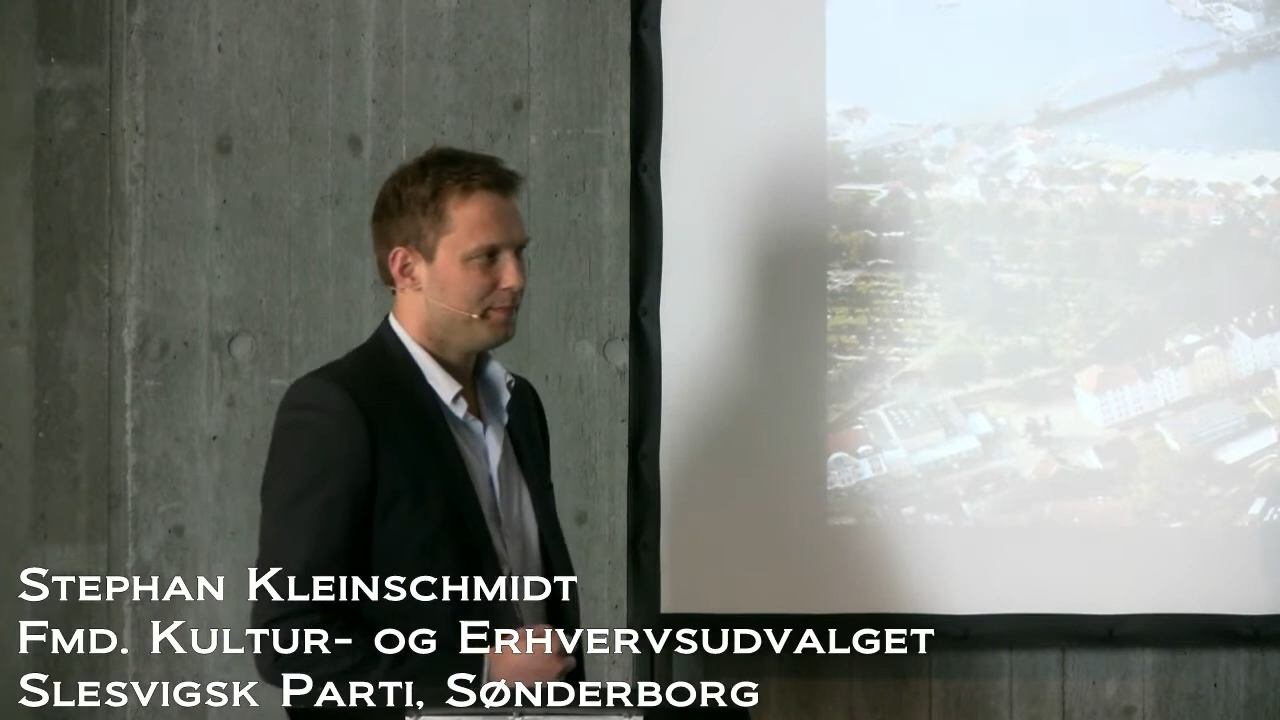 Stephan Kleinschmidt
Fmd. Kultur- og Erhvervsudvalget
Slesvigsk Parti, Sønderborg